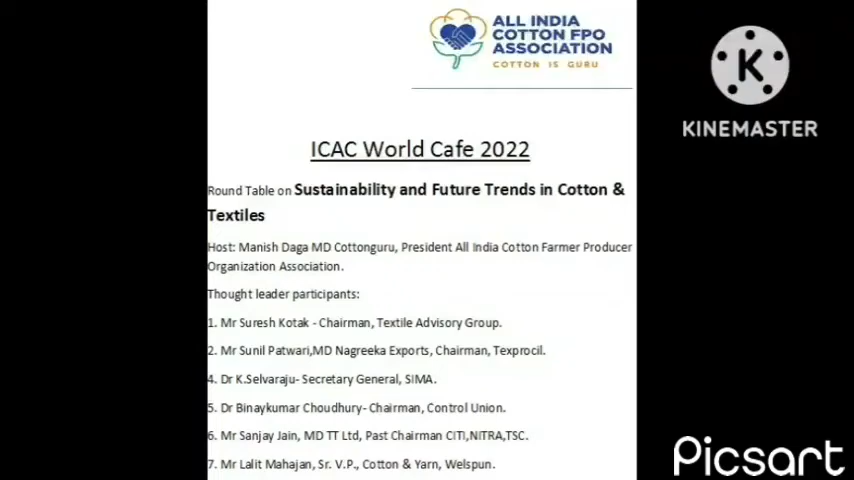 ALL INDIA
COTTON FPO
ASSOCIATION
COTTON IS GURU
K
KINEMASTER
ICAC World Cafe 2022
Round Table on Sustainability and Future Trends in Cotton &
Textiles
Host: Manish Daga MD Cottonguru, President All India Cotton Farmer Producer
Organization Association.
Thought leader participants:
1. Mr Suresh Kotak - Chairman, Textile Advisory Group.
2. Mr Sunil Patwari,MD Nagreeka Exports, Chairman, Texprocil.
4. Dr K.Selvaraju- Secretary General, SIMA.
5. Dr Binaykumar Choudhury- Chairman, Control Union.
6. Mr Sanjay Jain, MD TT Ltd, Past Chairman CITI,NITRA,TSC.
7. Mr Lalit Mahajan, Sr. V.P., Cotton & Yarn, Welspun.
Picsart